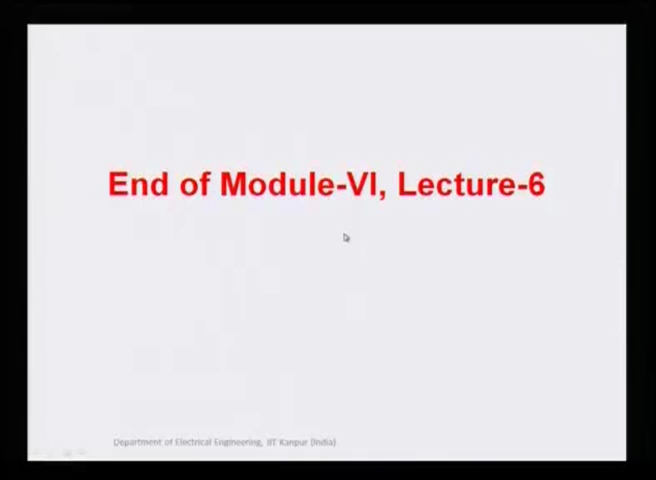 End of Module-VI, Lecture-6
Department of Electrical Engineering, IIT Kanpur (India)